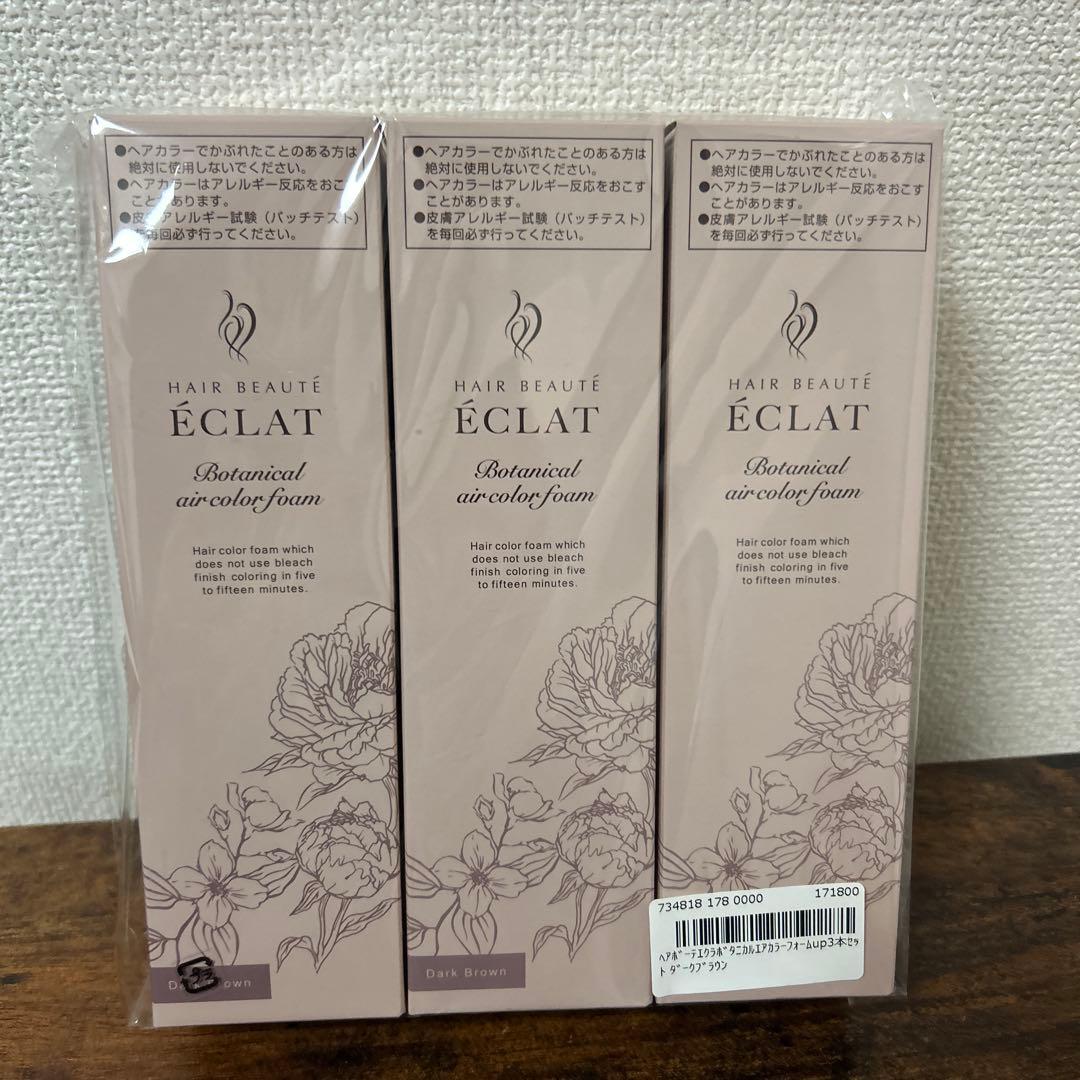 ●ヘアカラーでかぶれたことのある方は
絶対に使用しないでください。
●ヘアカラーはアレルギー反応をおこす
ことがあります。
●皮膚アレルギー試験（パッチテスト）
を毎回必ず行ってください。
HAIR BEAUTÉ
ÉCLAT
Botanical
air color foam
Hair color foam which
does not use bleach
finish coloring in five
to fifteen minutes.
プラ
Dark Brown
●ヘアカラーでかぶれたことのある方は
絶対に使用しないでください。
●ヘアカラーはアレルギー反応をおこす
ことがあります。
●皮膚アレルギー試験（パッチテスト）
を毎回必ず行ってください。
HAIR BEAUTÉ
ÉCLAT
Botanical
air color foam
Hair color foam which
does not use bleach
finish coloring in five
to fifteen minutes.
Dark Brown
●ヘアカラーでかぶれたことのある方は
絶対に使用しないでください。
●ヘアカラーはアレルギー反応をおこす
ことがあります。
●皮膚アレルギー試験（パッチテスト）
を毎回必ず行ってください。
HAIR BEAUTÉ
ÉCLAT
Botanical
air color foam
Hair color foam which
does not use bleach
finish coloring in five
to fifteen minutes.
734818 178 0000 171800
ﾍｱﾎﾞｰﾃｴｸﾗﾎﾞﾀﾆｶﾙｴｱｶﾗｰﾌｫｰﾑup3本ｾｯ
ﾄ ﾀﾞｰｸﾌﾞﾗｳﾝ